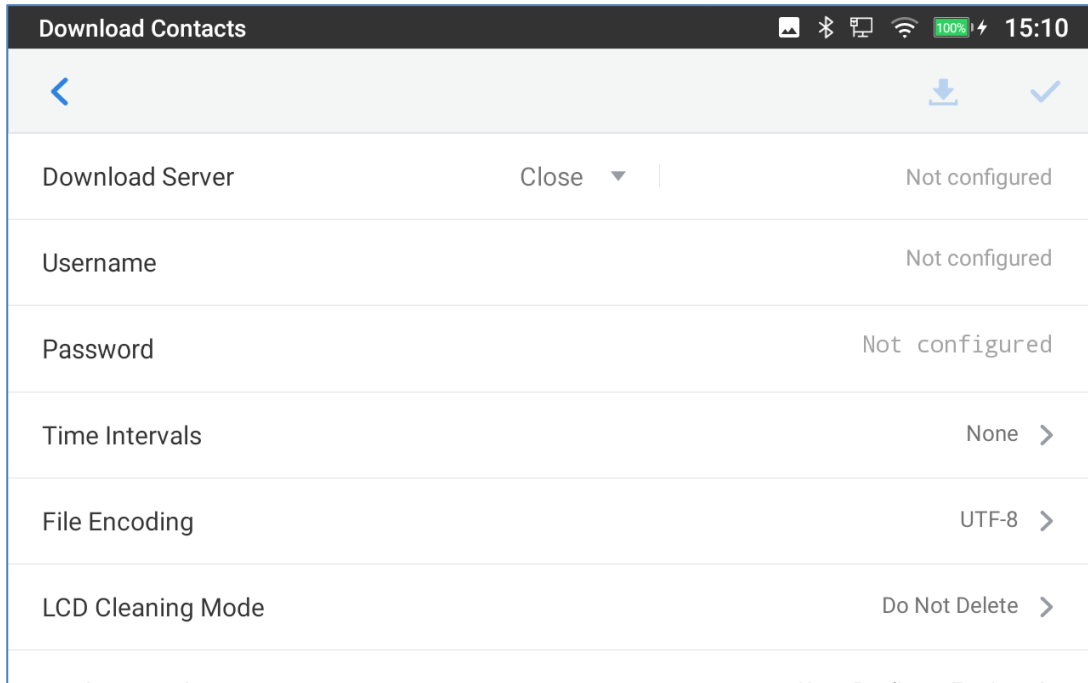 Download Contacts 100% 15:10
Download Server Close Not configured
Username Not configured
Password Not configured
Time Intervals None
File Encoding UTF-8
LCD Cleaning Mode Do Not Delete